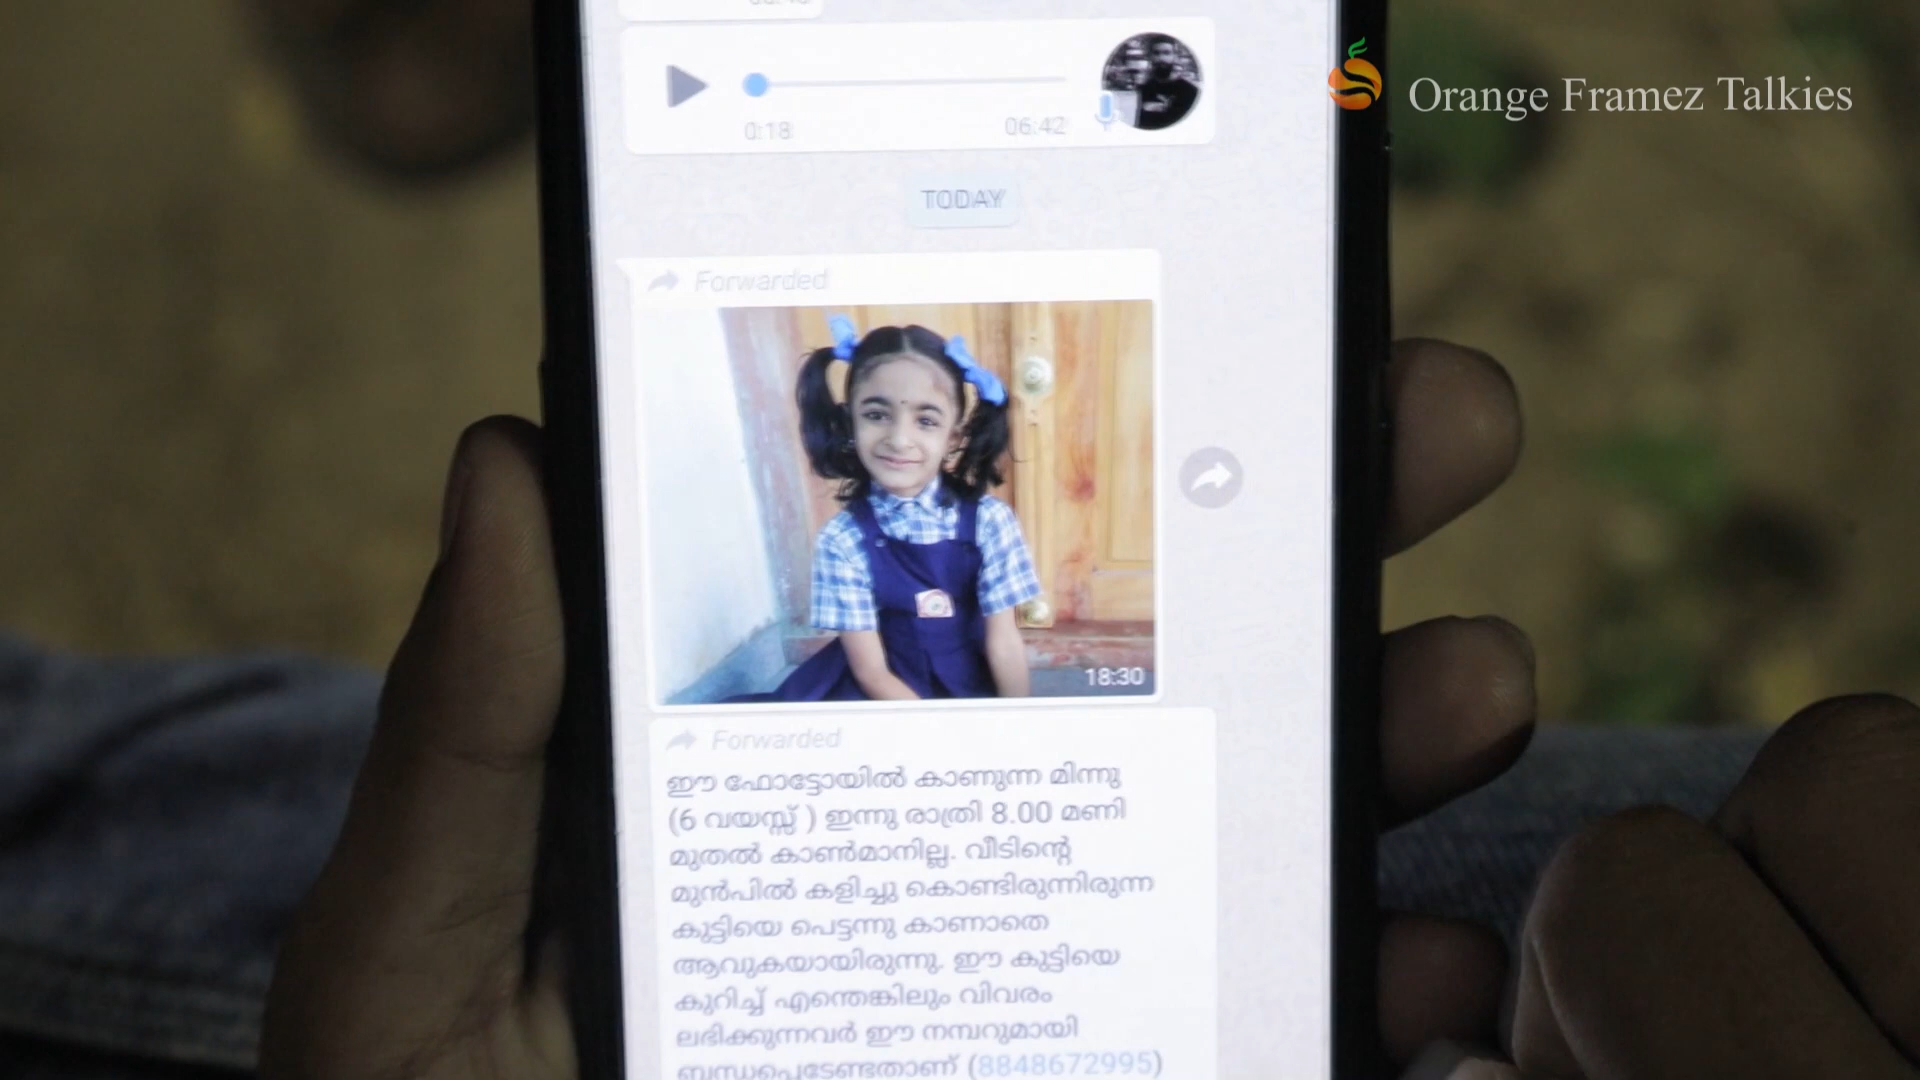 0:18
06:42
Orange Framez Talkies
TODAY
Forwarded
18:30
Forwarded
ഈ ഫോട്ടോയിൽ കാണുന്ന മിന്നു
(6 വയസ്സ് ) ഇന്നു രാത്രി 8.00 മണി
മുതൽ കാൺമാനില്ല. വീടിന്റെ
മുൻപിൽ കളിച്ചു കൊണ്ടിരുന്നിരുന്ന
കുട്ടിയെ പെട്ടന്നു കാണാതെ
ആവുകയായിരുന്നു. ഈ കുട്ടിയെ
കുറിച്ച് എന്തെങ്കിലും വിവരം
ലഭിക്കുന്നവർ ഈ നമ്പറുമായി
ബന്ധപ്പെടേണ്ടതാണ് (8848672995)